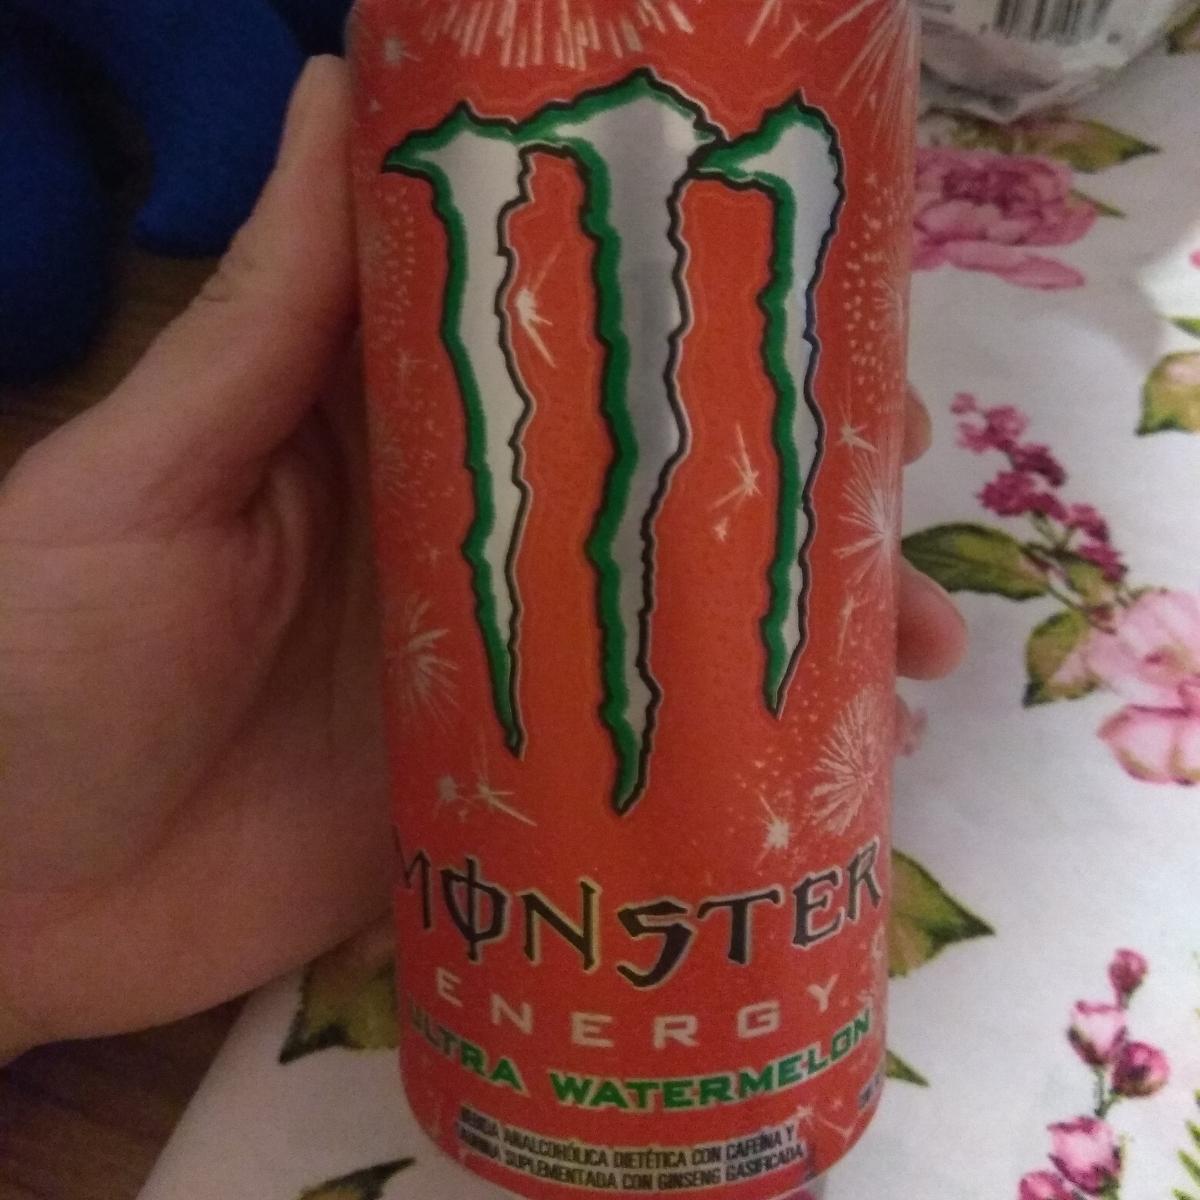 MONSTER
ENERGY
ULTRA WATERMELON
BEBIDA ANALCOHÓLICA DIETÉTICA CON CAFEÍNA Y
TAURINA SUPLEMENTADA CON GINSENG GASIFICADA